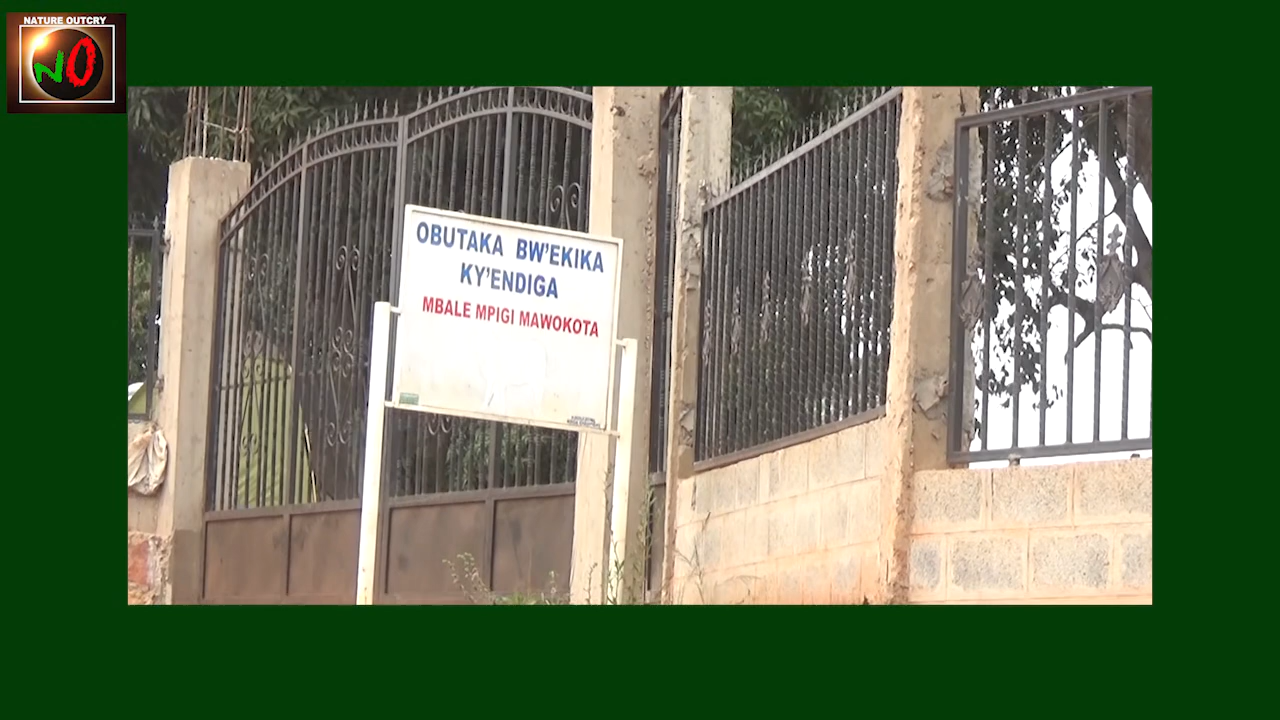 NATURE OUTCRY
NO
OBUTAKA BW'EKIKA
KY'ENDIGA
MBALE MPIGI MAWOKOTA